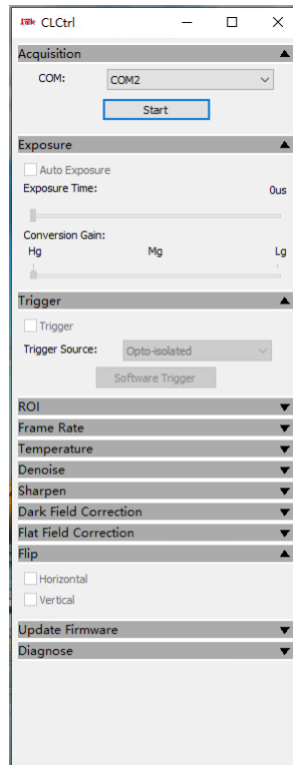 CLCtrl
Acquisition
COM: COM2
Start
Exposure
Auto Exposure
Exposure Time: 0us
Conversion Gain:
Hg Mg Lg
Trigger
Trigger
Trigger Source: Opto-isolated
Software Trigger
ROI
Frame Rate
Temperature
Denoise
Sharpen
Dark Field Correction
Flat Field Correction
Flip
Horizontal
Vertical
Update Firmware
Diagnose